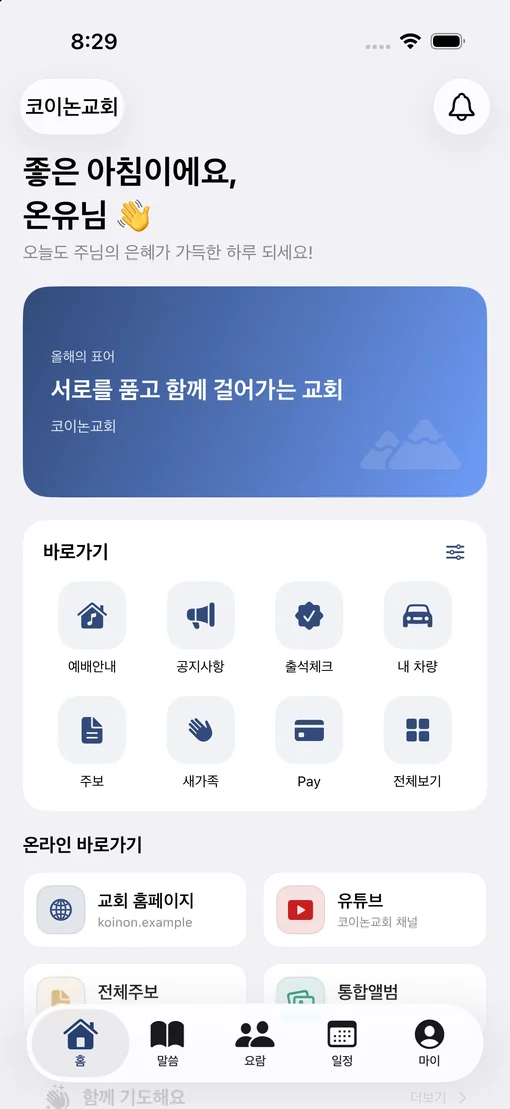 8:29
코이논교회
좋은 아침이에요,
온유님 👋
오늘도 주님의 은혜가 가득한 하루 되세요!
올해의 표어
서로를 품고 함께 걸어가는 교회
코이논교회
바로가기
예배안내
공지사항
출석체크
내 차량
주보
새가족
Pay
전체보기
온라인 바로가기
교회 홈페이지
koinon.example
유튜브
코이논교회 채널
전체주보
통합앨범
홈
말씀
요람
일정
마이
함께 기도해요
더보기